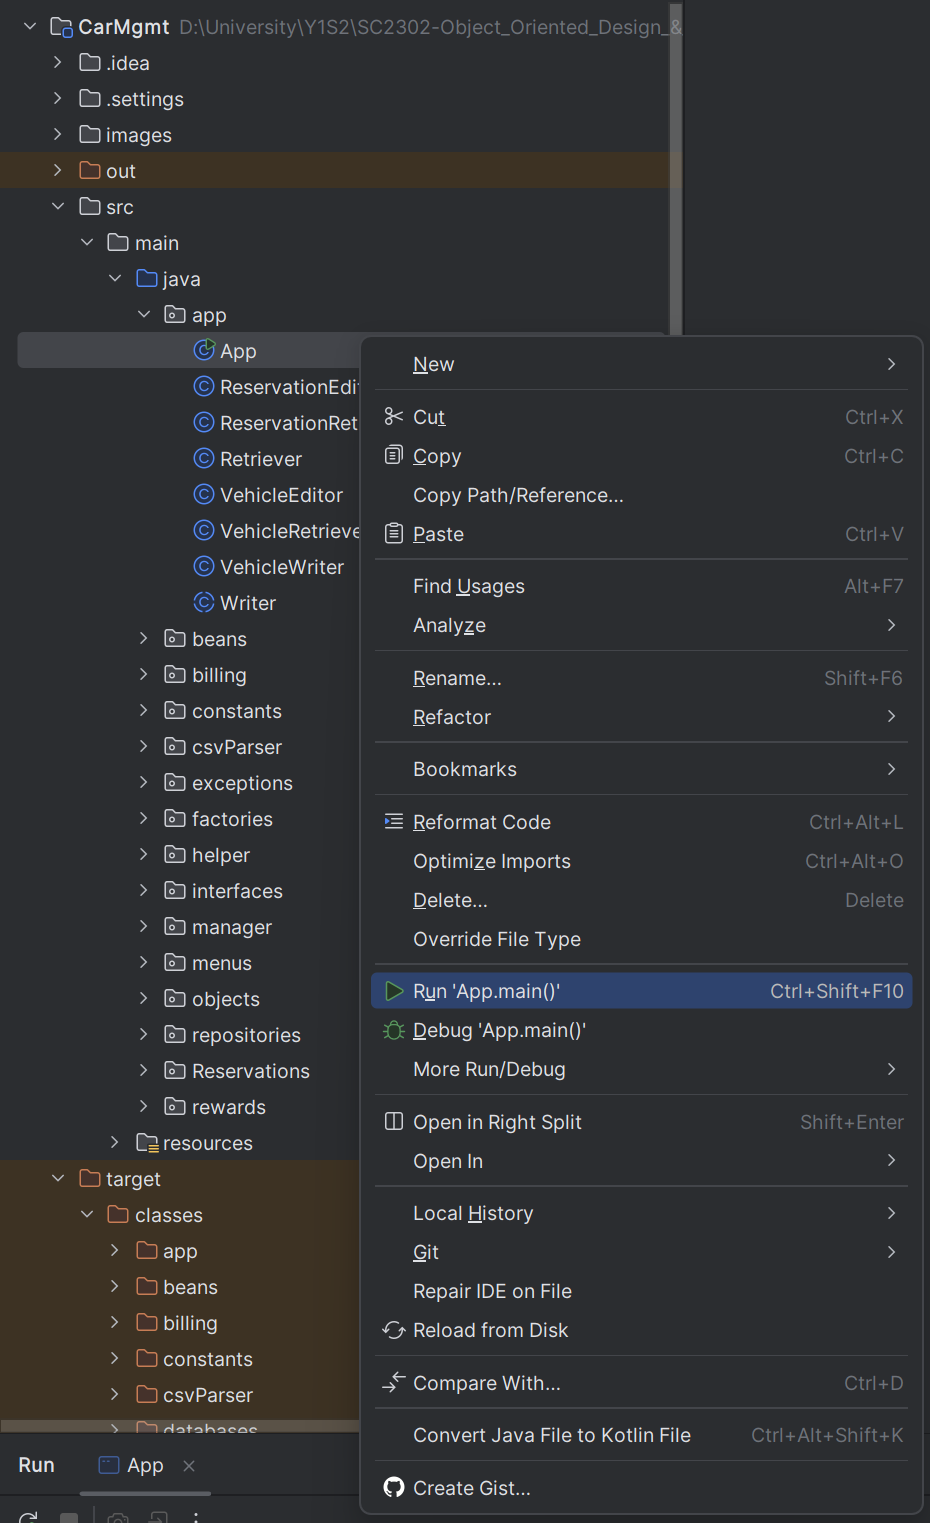 CarMgmt D:\University\Y1S2\SC2302-Object_Oriented_Design_&
.idea
.settings
images
out
src
main
java
app
App
ReservationEdi
ReservationRet
Retriever
VehicleEditor
VehicleRetrieve
VehicleWriter
Writer
beans
billing
constants
csvParser
exceptions
factories
helper
interfaces
manager
menus
objects
repositories
Reservations
rewards
resources
target
classes
app
beans
billing
constants
csvParser
databases
Run App
New
Cut Ctrl+X
Copy Ctrl+C
Copy Path/Reference...
Paste Ctrl+V
Find Usages Alt+F7
Analyze
Rename... Shift+F6
Refactor
Bookmarks
Reformat Code Ctrl+Alt+L
Optimize Imports Ctrl+Alt+O
Delete... Delete
Override File Type
Run 'App.main()' Ctrl+Shift+F10
Debug 'App.main()'
More Run/Debug
Open in Right Split Shift+Enter
Open In
Local History
Git
Repair IDE on File
Reload from Disk
Compare With... Ctrl+D
Convert Java File to Kotlin File Ctrl+Alt+Shift+K
Create Gist...